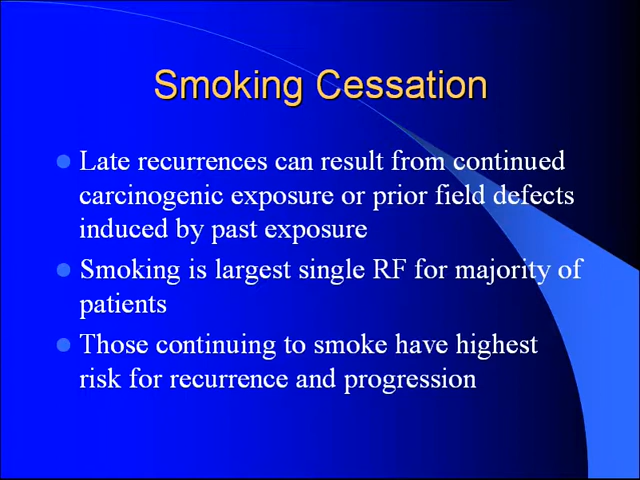 Smoking Cessation
Late recurrences can result from continued
carcinogenic exposure or prior field defects
induced by past exposure
Smoking is largest single RF for majority of
patients
Those continuing to smoke have highest
risk for recurrence and progression